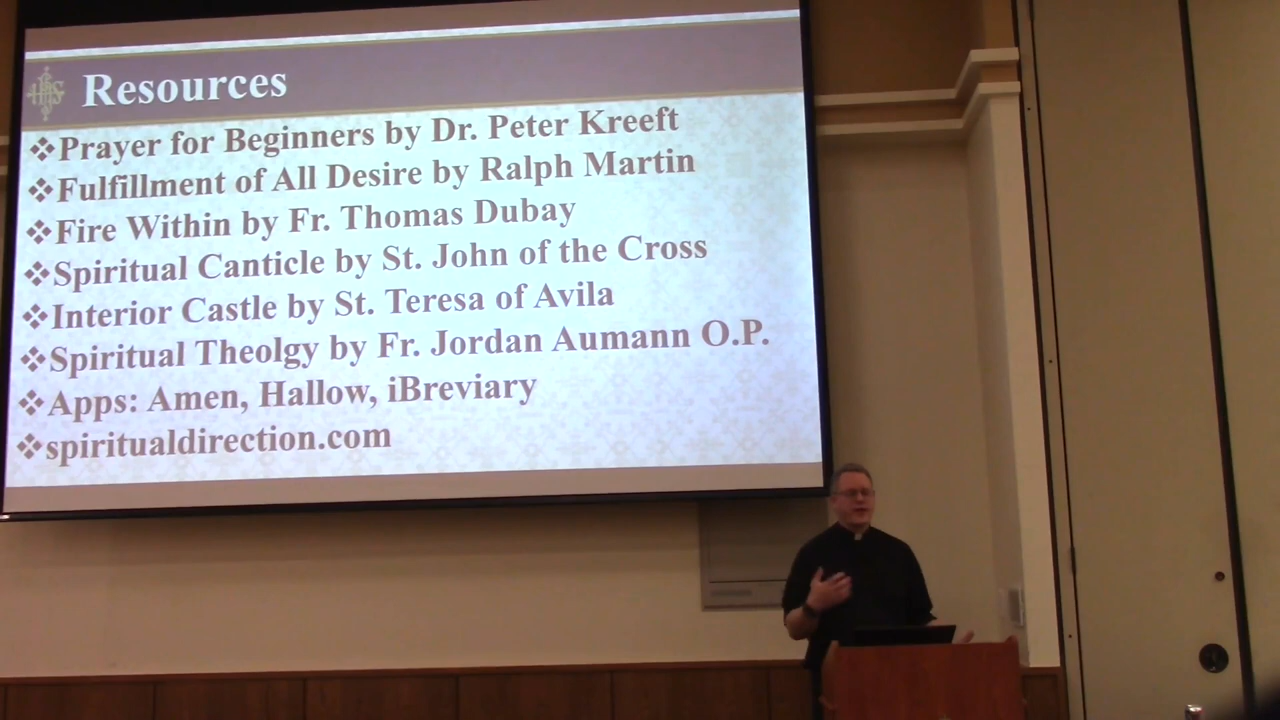 IHS
Resources
❖Prayer for Beginners by Dr. Peter Kreeft
❖Fulfillment of All Desire by Ralph Martin
❖Fire Within by Fr. Thomas Dubay
❖Spiritual Canticle by St. John of the Cross
❖Interior Castle by St. Teresa of Avila
❖Spiritual Theolgy by Fr. Jordan Aumann O.P.
❖Apps: Amen, Hallow, iBreviary
❖spiritualdirection.com